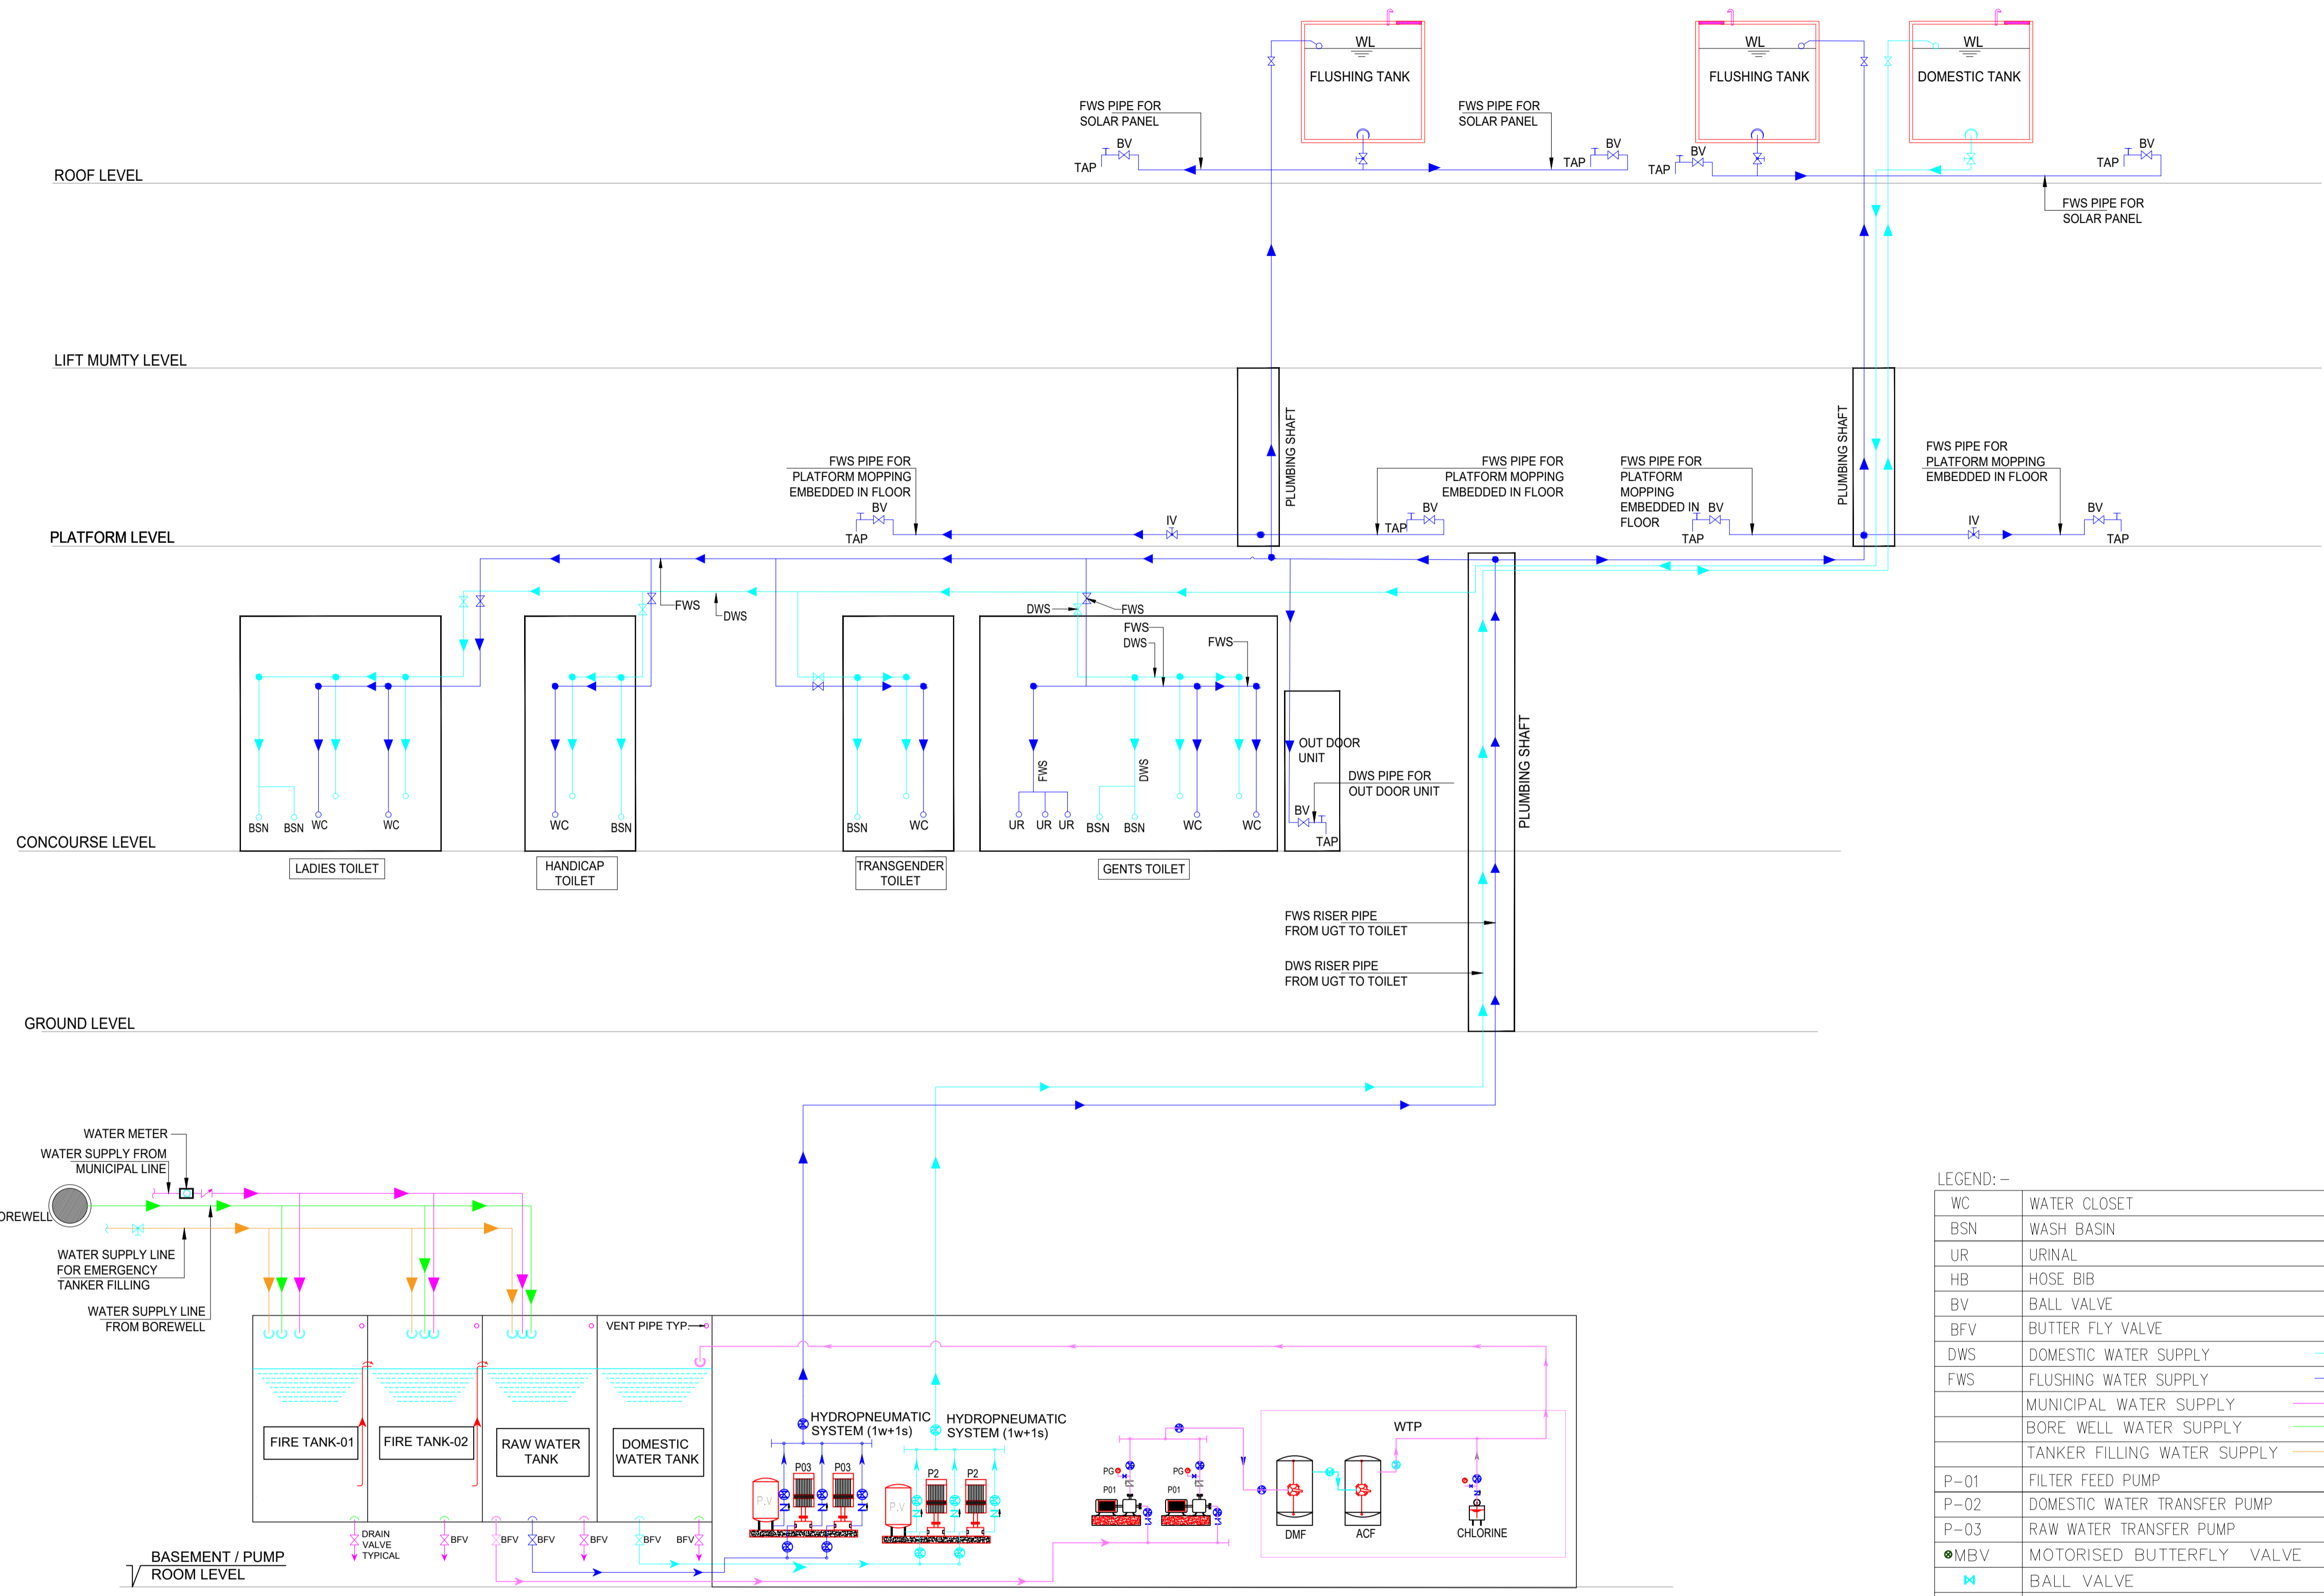 WL
WL
WL
FLUSHING TANK
FLUSHING TANK
DOMESTIC TANK
FWS PIPE FOR
SOLAR PANEL
FWS PIPE FOR
SOLAR PANEL
BV
TAP
BV
TAP
BV
TAP
BV
TAP
ROOF LEVEL
FWS PIPE FOR
SOLAR PANEL
LIFT MUMTY LEVEL
PLUMBING SHAFT
PLUMBING SHAFT
FWS PIPE FOR
PLATFORM MOPPING
EMBEDDED IN FLOOR
BV
TAP
IV
FWS PIPE FOR
PLATFORM MOPPING
EMBEDDED IN FLOOR
BV
TAP
FWS PIPE FOR
PLATFORM
MOPPING
EMBEDDED IN
FLOOR
BV
TAP
FWS PIPE FOR
PLATFORM MOPPING
EMBEDDED IN FLOOR
IV
BV
TAP
PLATFORM LEVEL
FWS
DWS
DWS
FWS
FWS
DWS
FWS
FWS
DWS
OUT DOOR
UNIT
DWS PIPE FOR
OUT DOOR UNIT
BV
TAP
PLUMBING SHAFT
BSN
BSN
WC
WC
WC
BSN
BSN
WC
UR
UR
UR
BSN
BSN
WC
WC
CONCOURSE LEVEL
LADIES TOILET
HANDICAP
TOILET
TRANSGENDER
TOILET
GENTS TOILET
FWS RISER PIPE
FROM UGT TO TOILET
DWS RISER PIPE
FROM UGT TO TOILET
GROUND LEVEL
WATER METER
WATER SUPPLY FROM
MUNICIPAL LINE
OREWELL
WATER SUPPLY LINE
FOR EMERGENCY
TANKER FILLING
WATER SUPPLY LINE
FROM BOREWELL
VENT PIPE TYP.
FIRE TANK-01
FIRE TANK-02
RAW WATER
TANK
DOMESTIC
WATER TANK
HYDROPNEUMATIC
SYSTEM (1w+1s)
HYDROPNEUMATIC
SYSTEM (1w+1s)
P03
P03
P.V
P2
P2
P.V
PG
P01
PG
P01
WTP
DMF
ACF
CHLORINE
DRAIN
VALVE
TYPICAL
BFV
BFV
BFV
BFV
BFV
BFV
BASEMENT / PUMP
ROOM LEVEL
LEGEND:-
WC WATER CLOSET
BSN WASH BASIN
UR URINAL
HB HOSE BIB
BV BALL VALVE
BFV BUTTER FLY VALVE
DWS DOMESTIC WATER SUPPLY
FWS FLUSHING WATER SUPPLY
MUNICIPAL WATER SUPPLY
BORE WELL WATER SUPPLY
TANKER FILLING WATER SUPPLY
P-01 FILTER FEED PUMP
P-02 DOMESTIC WATER TRANSFER PUMP
P-03 RAW WATER TRANSFER PUMP
MBV MOTORISED BUTTERFLY VALVE
BALL VALVE